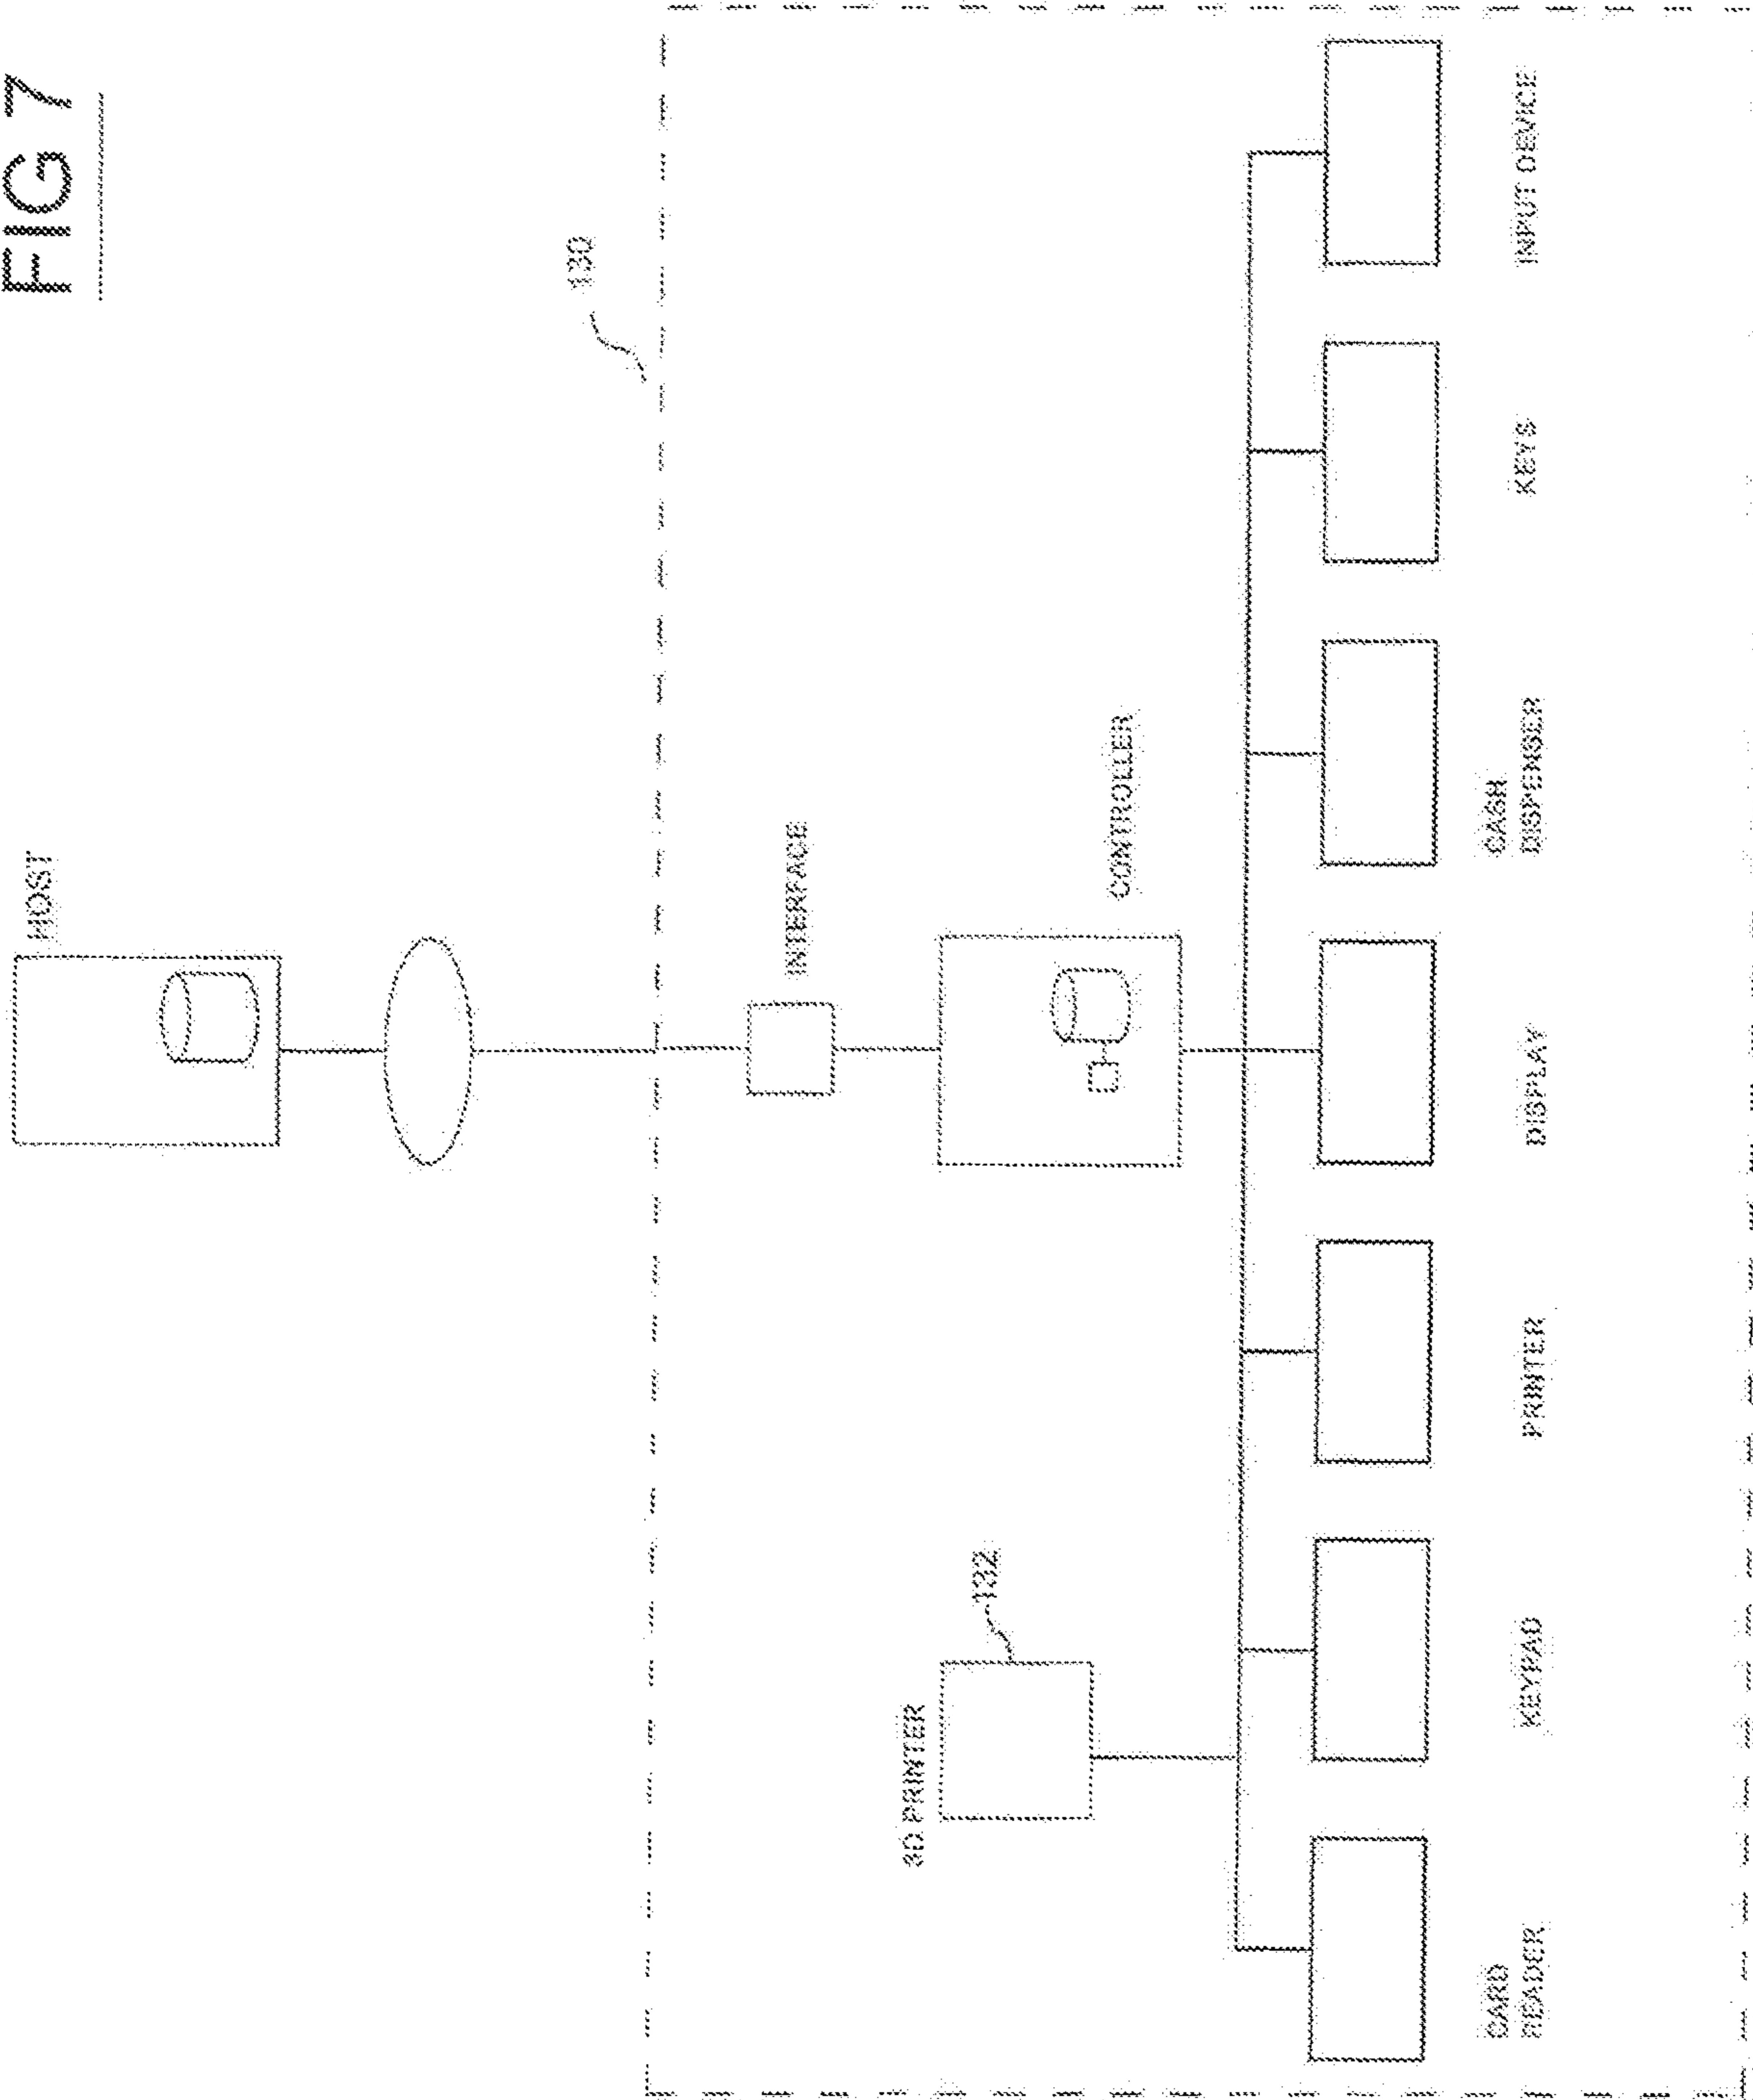 FIG 7
HOST
130
INTERFACE
CONTROLLER
3D PRINTER
132
CARD
READER
KEYPAD
PRINTER
DISPLAY
CASH
DISPENSER
KEYS
INPUT DEVICE